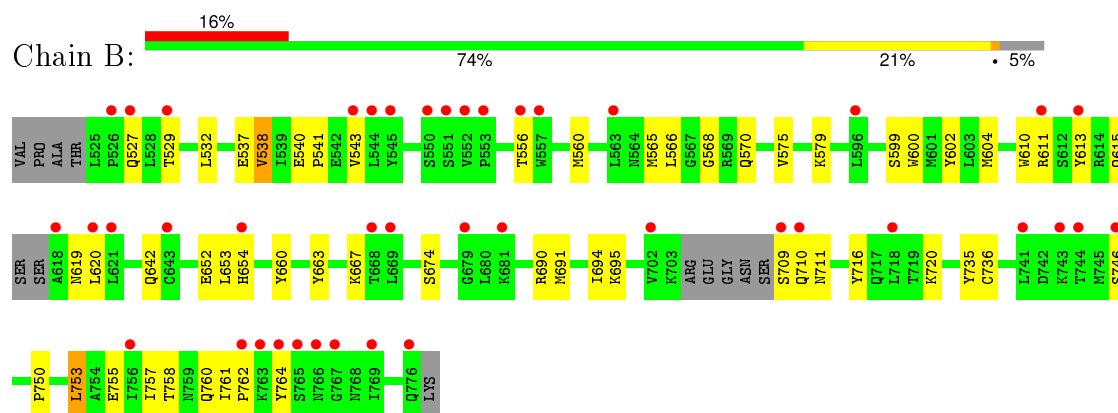 16%
Chain B:
74% 21% • 5%
VAL PRO ALA THR L525 P526 Q527 L528 T529 L532 E537 V538 I539 E540 P541 E542 V543 L544 Y545 S550 S551 V552 P553 T556 W557 M560 L563 N564 M565 L566 G567 G568 R569 Q570 V575 K579 L596 S599 W600 M601 Y602 L603 M604 W610 R611 S612 Y613 R614 Q615
SER SER A618 N619 L620 L621 Q642 C643 E652 L653 H654 Y660 Y663 K667 T668 L669 S674 G679 L680 K681 R690 M691 I694 K695 V702 K703 ARG GLU GLY ASN SER S709 Q710 N711 Y716 Q717 L718 T719 K720 Y735 C736 L741 D742 K743 T744 M745 S746
P750 L753 A754 E755 I756 I757 T758 N759 Q760 I761 P762 K763 Y764 S765 N766 G767 N768 I769 Q776 LYS